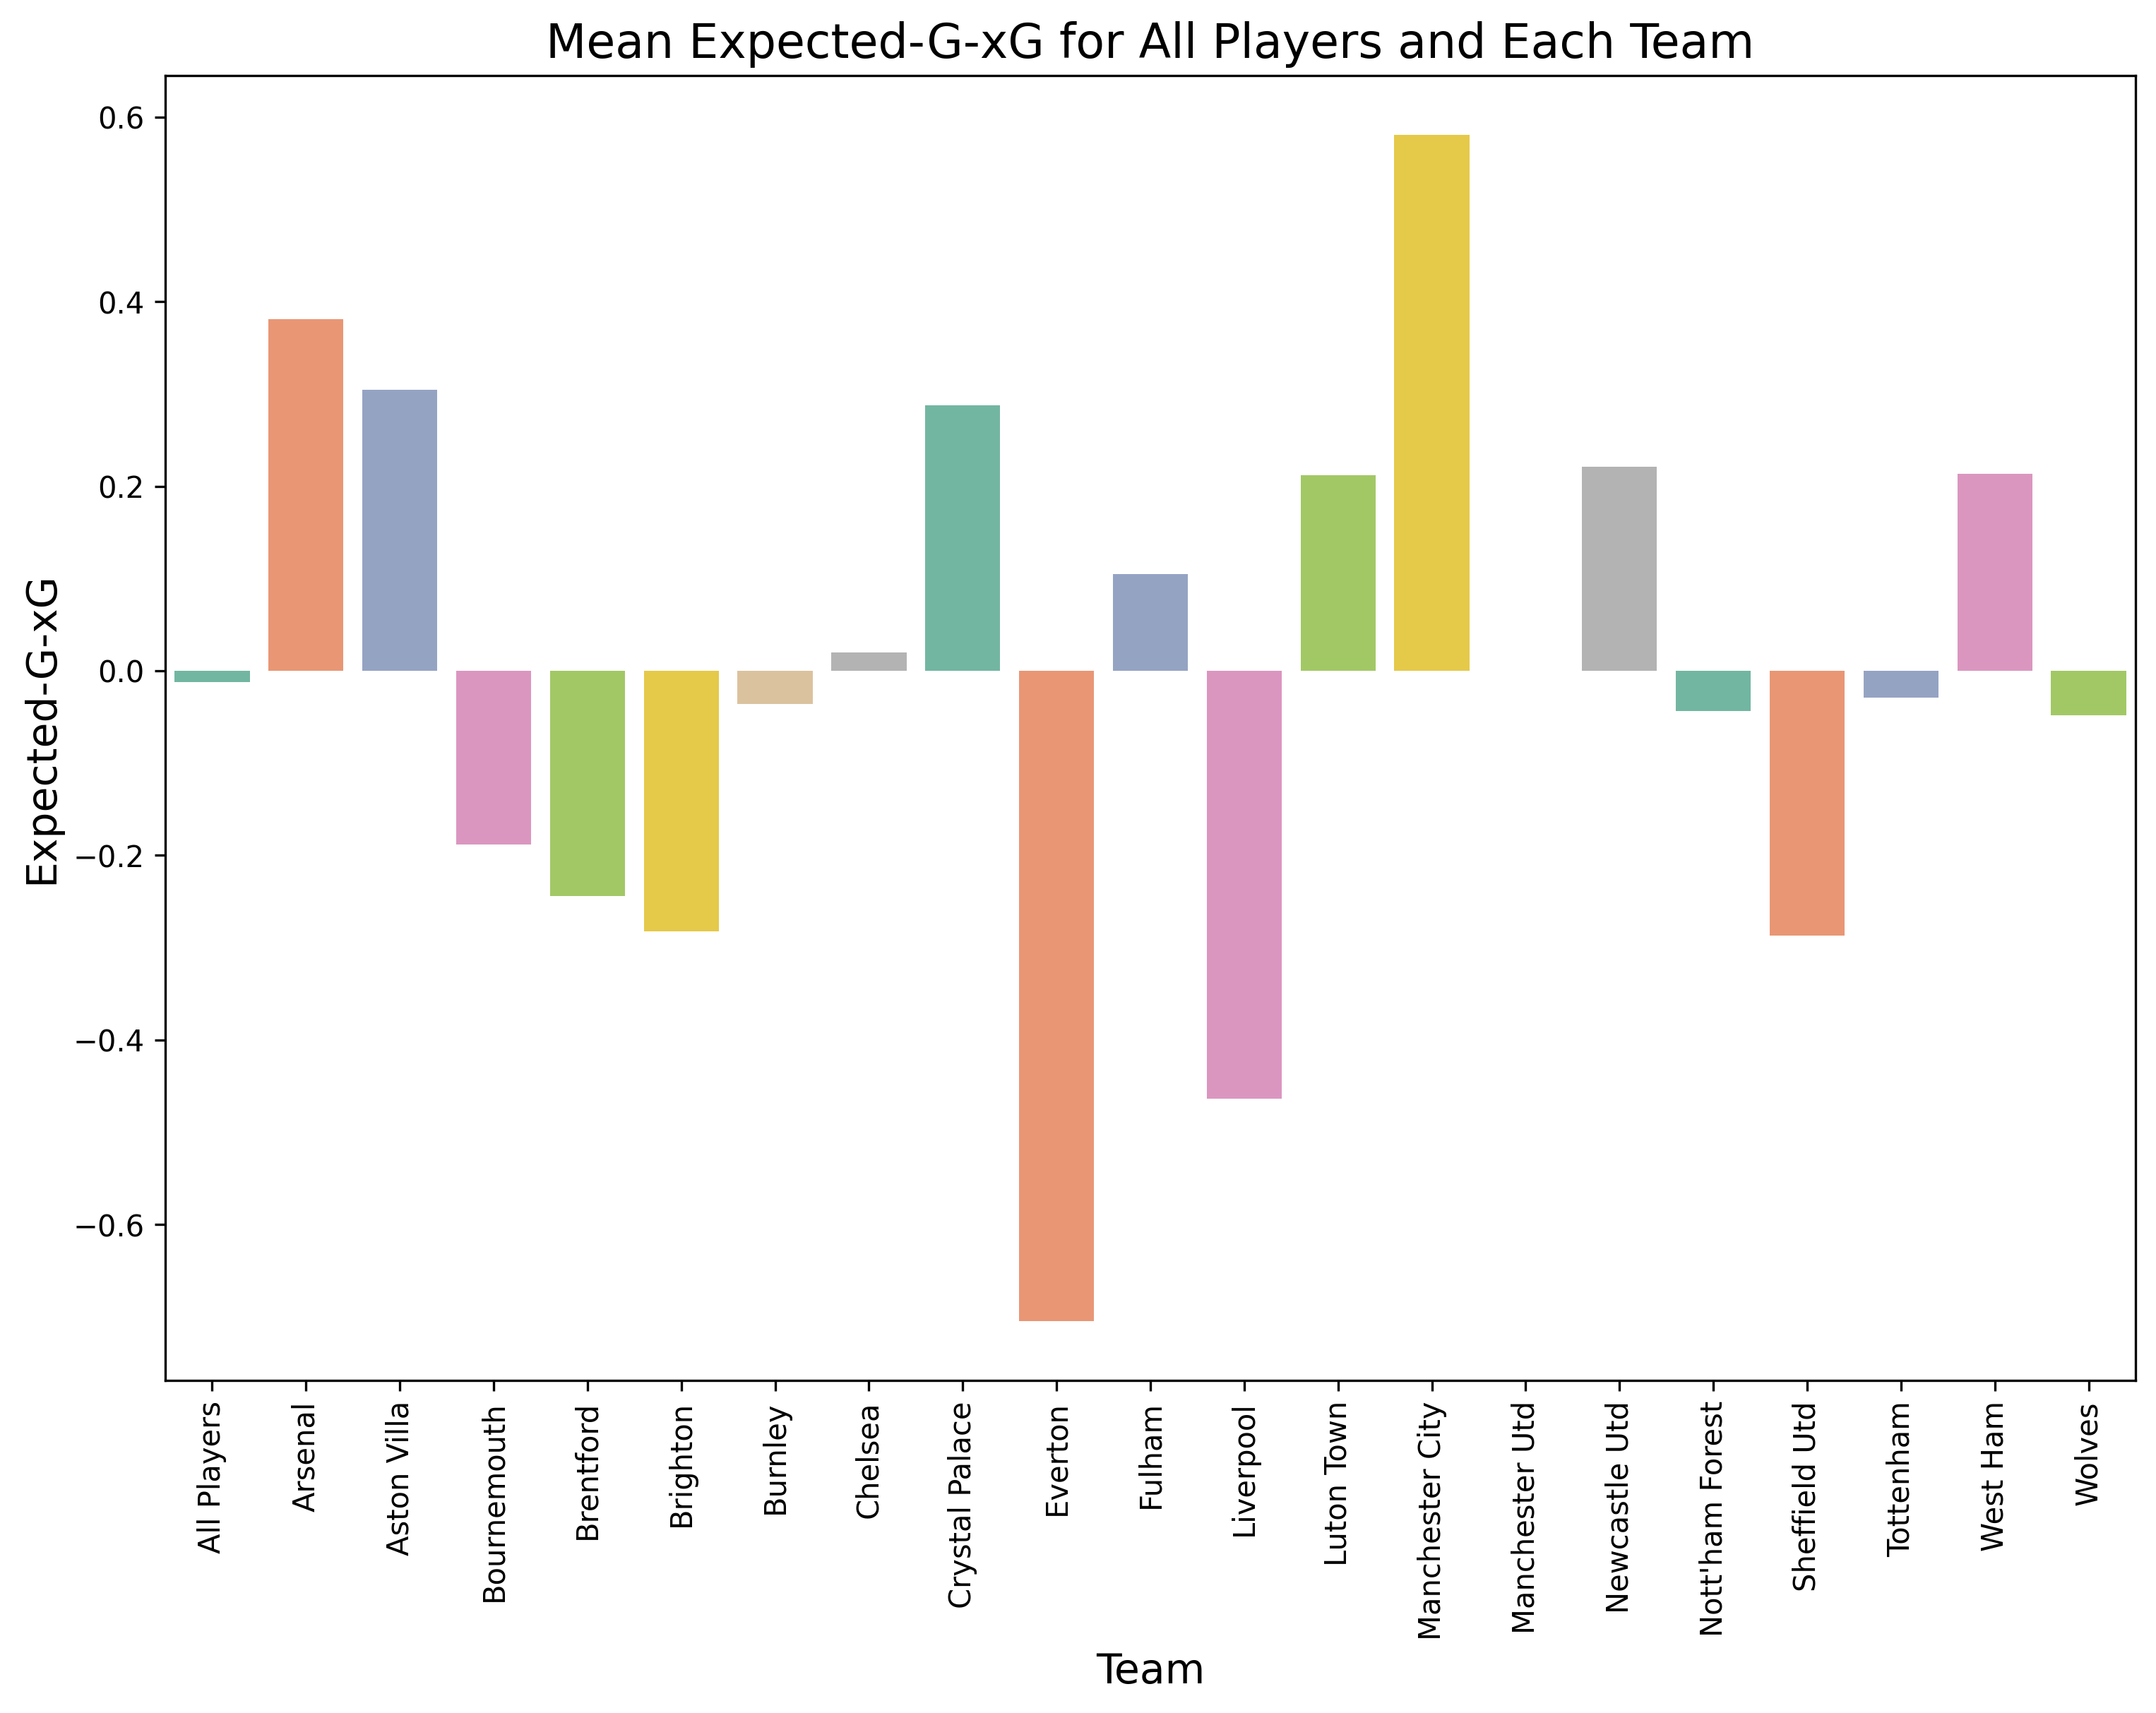 Mean Expected-G-xG for All Players and Each Team
Expected-G-xG
0.6
0.4
0.2
0.0
−0.2
−0.4
−0.6
All Players
Arsenal
Aston Villa
Bournemouth
Brentford
Brighton
Burnley
Chelsea
Crystal Palace
Everton
Fulham
Liverpool
Luton Town
Manchester City
Manchester Utd
Newcastle Utd
Nott'ham Forest
Sheffield Utd
Tottenham
West Ham
Wolves
Team